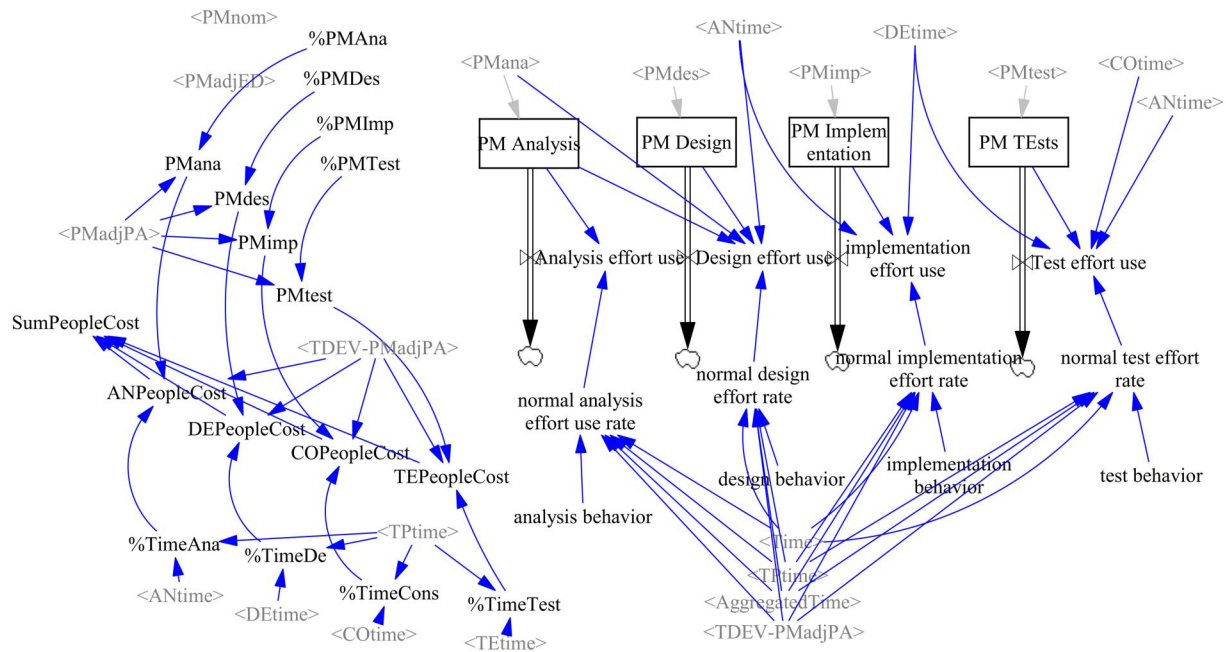 <PMnom>
%PMAna
<ANtime>
<DEtime>
<PMadjED>
%PMDes
<PMana>
<PMdes>
<PMimp>
<PMtest>
<COtime>
<ANtime>
%PMImp
PM Analysis
PM Design
PM Implem
entation
PM TEsts
PMana
%PMTest
PMdes
<PMadjPA>
PMimp
Analysis effort use
Design effort use
implementation
effort use
Test effort use
PMtest
SumPeopleCost
<TDEV-PMadjPA>
ANPeopleCost
normal analysis
effort use rate
normal design
effort rate
normal implementation
effort rate
normal test effort
rate
DEPeopleCost
COPeopleCost
TEPeopleCost
analysis behavior
design behavior
implementation
behavior
test behavior
%TimeAna
%TimeDe
<TPtime>
<Time>
<TPtime>
<ANtime>
<DEtime>
%TimeCons
%TimeTest
<AggregatedTime>
<COtime>
<TEtime>
<TDEV-PMadjPA>